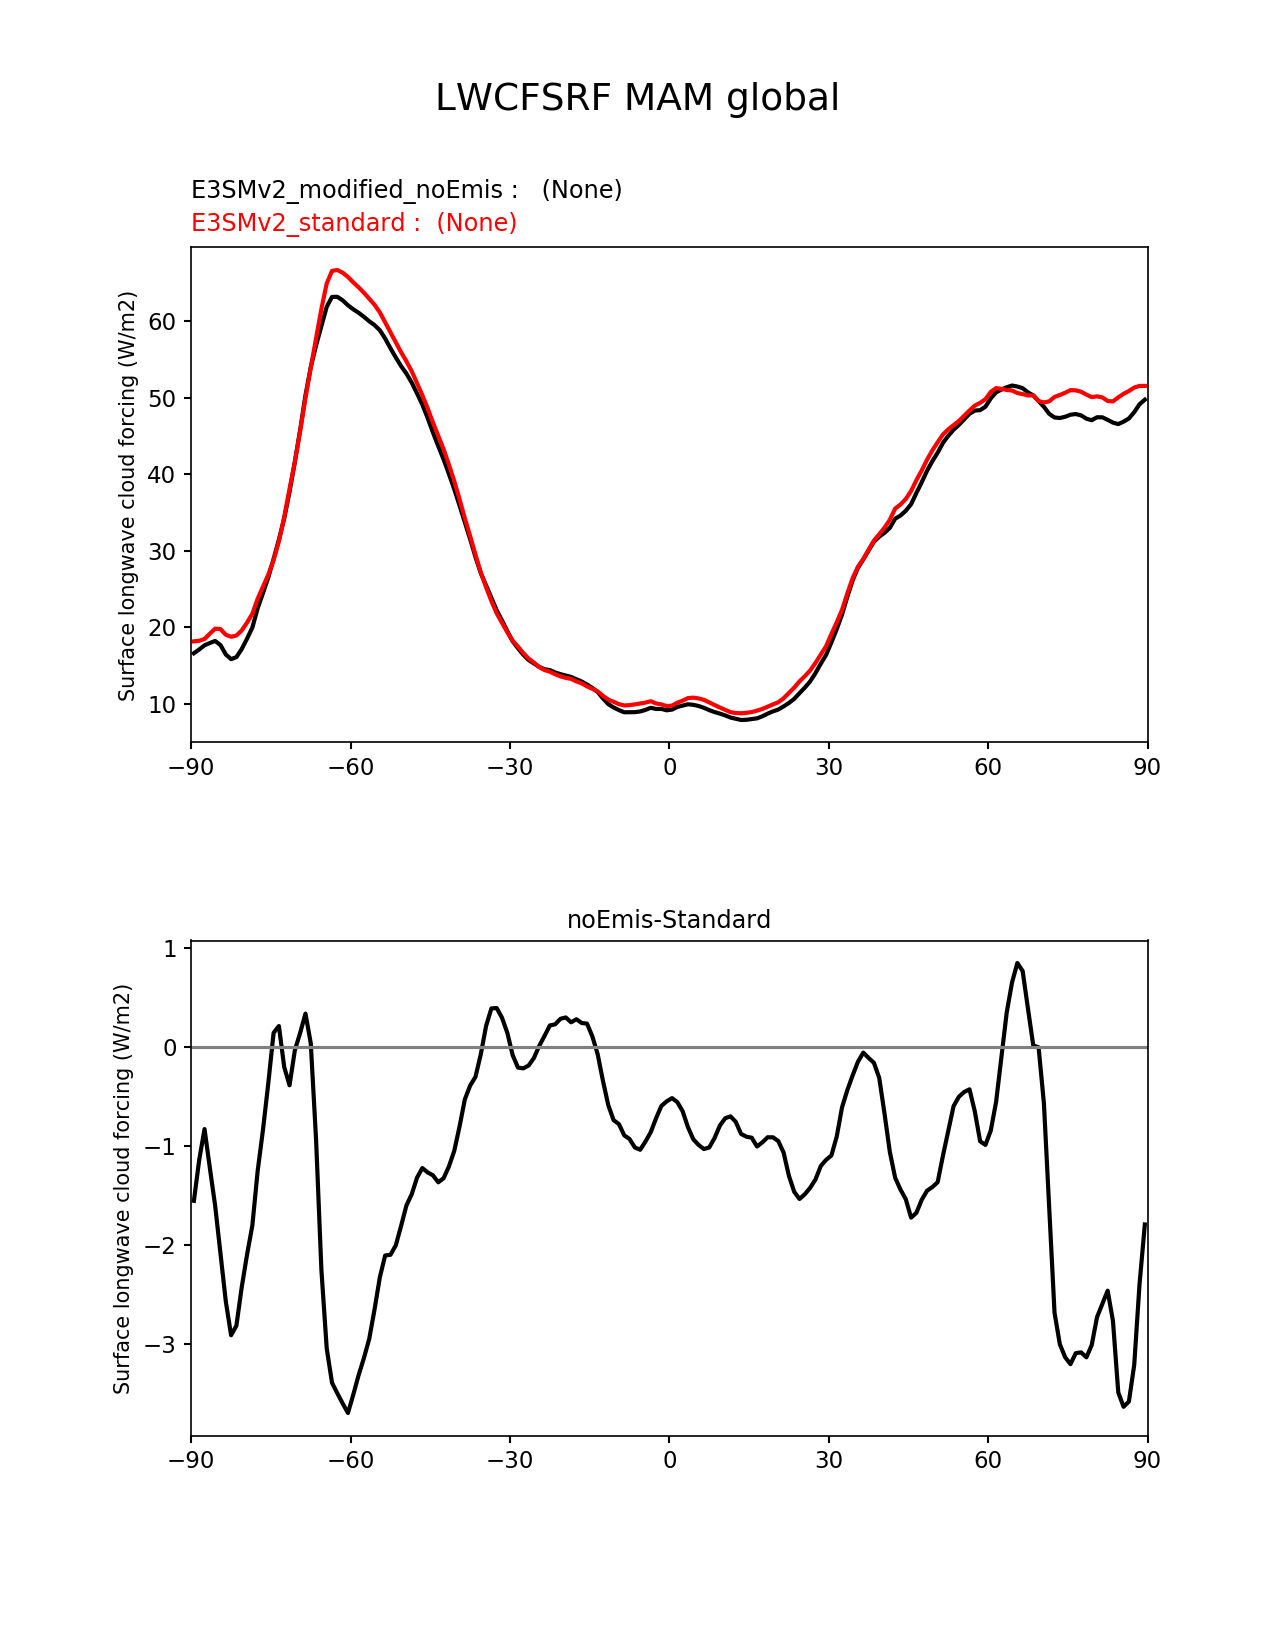 LWCFSRF MAM global
E3SMv2_modified_noEmis :   (None)
E3SMv2_standard :  (None)
Surface longwave cloud forcing (W/m2)
60
50
40
30
20
10
−90 −60 −30 0 30 60 90
noEmis-Standard
Surface longwave cloud forcing (W/m2)
1
0
−1
−2
−3
−90 −60 −30 0 30 60 90